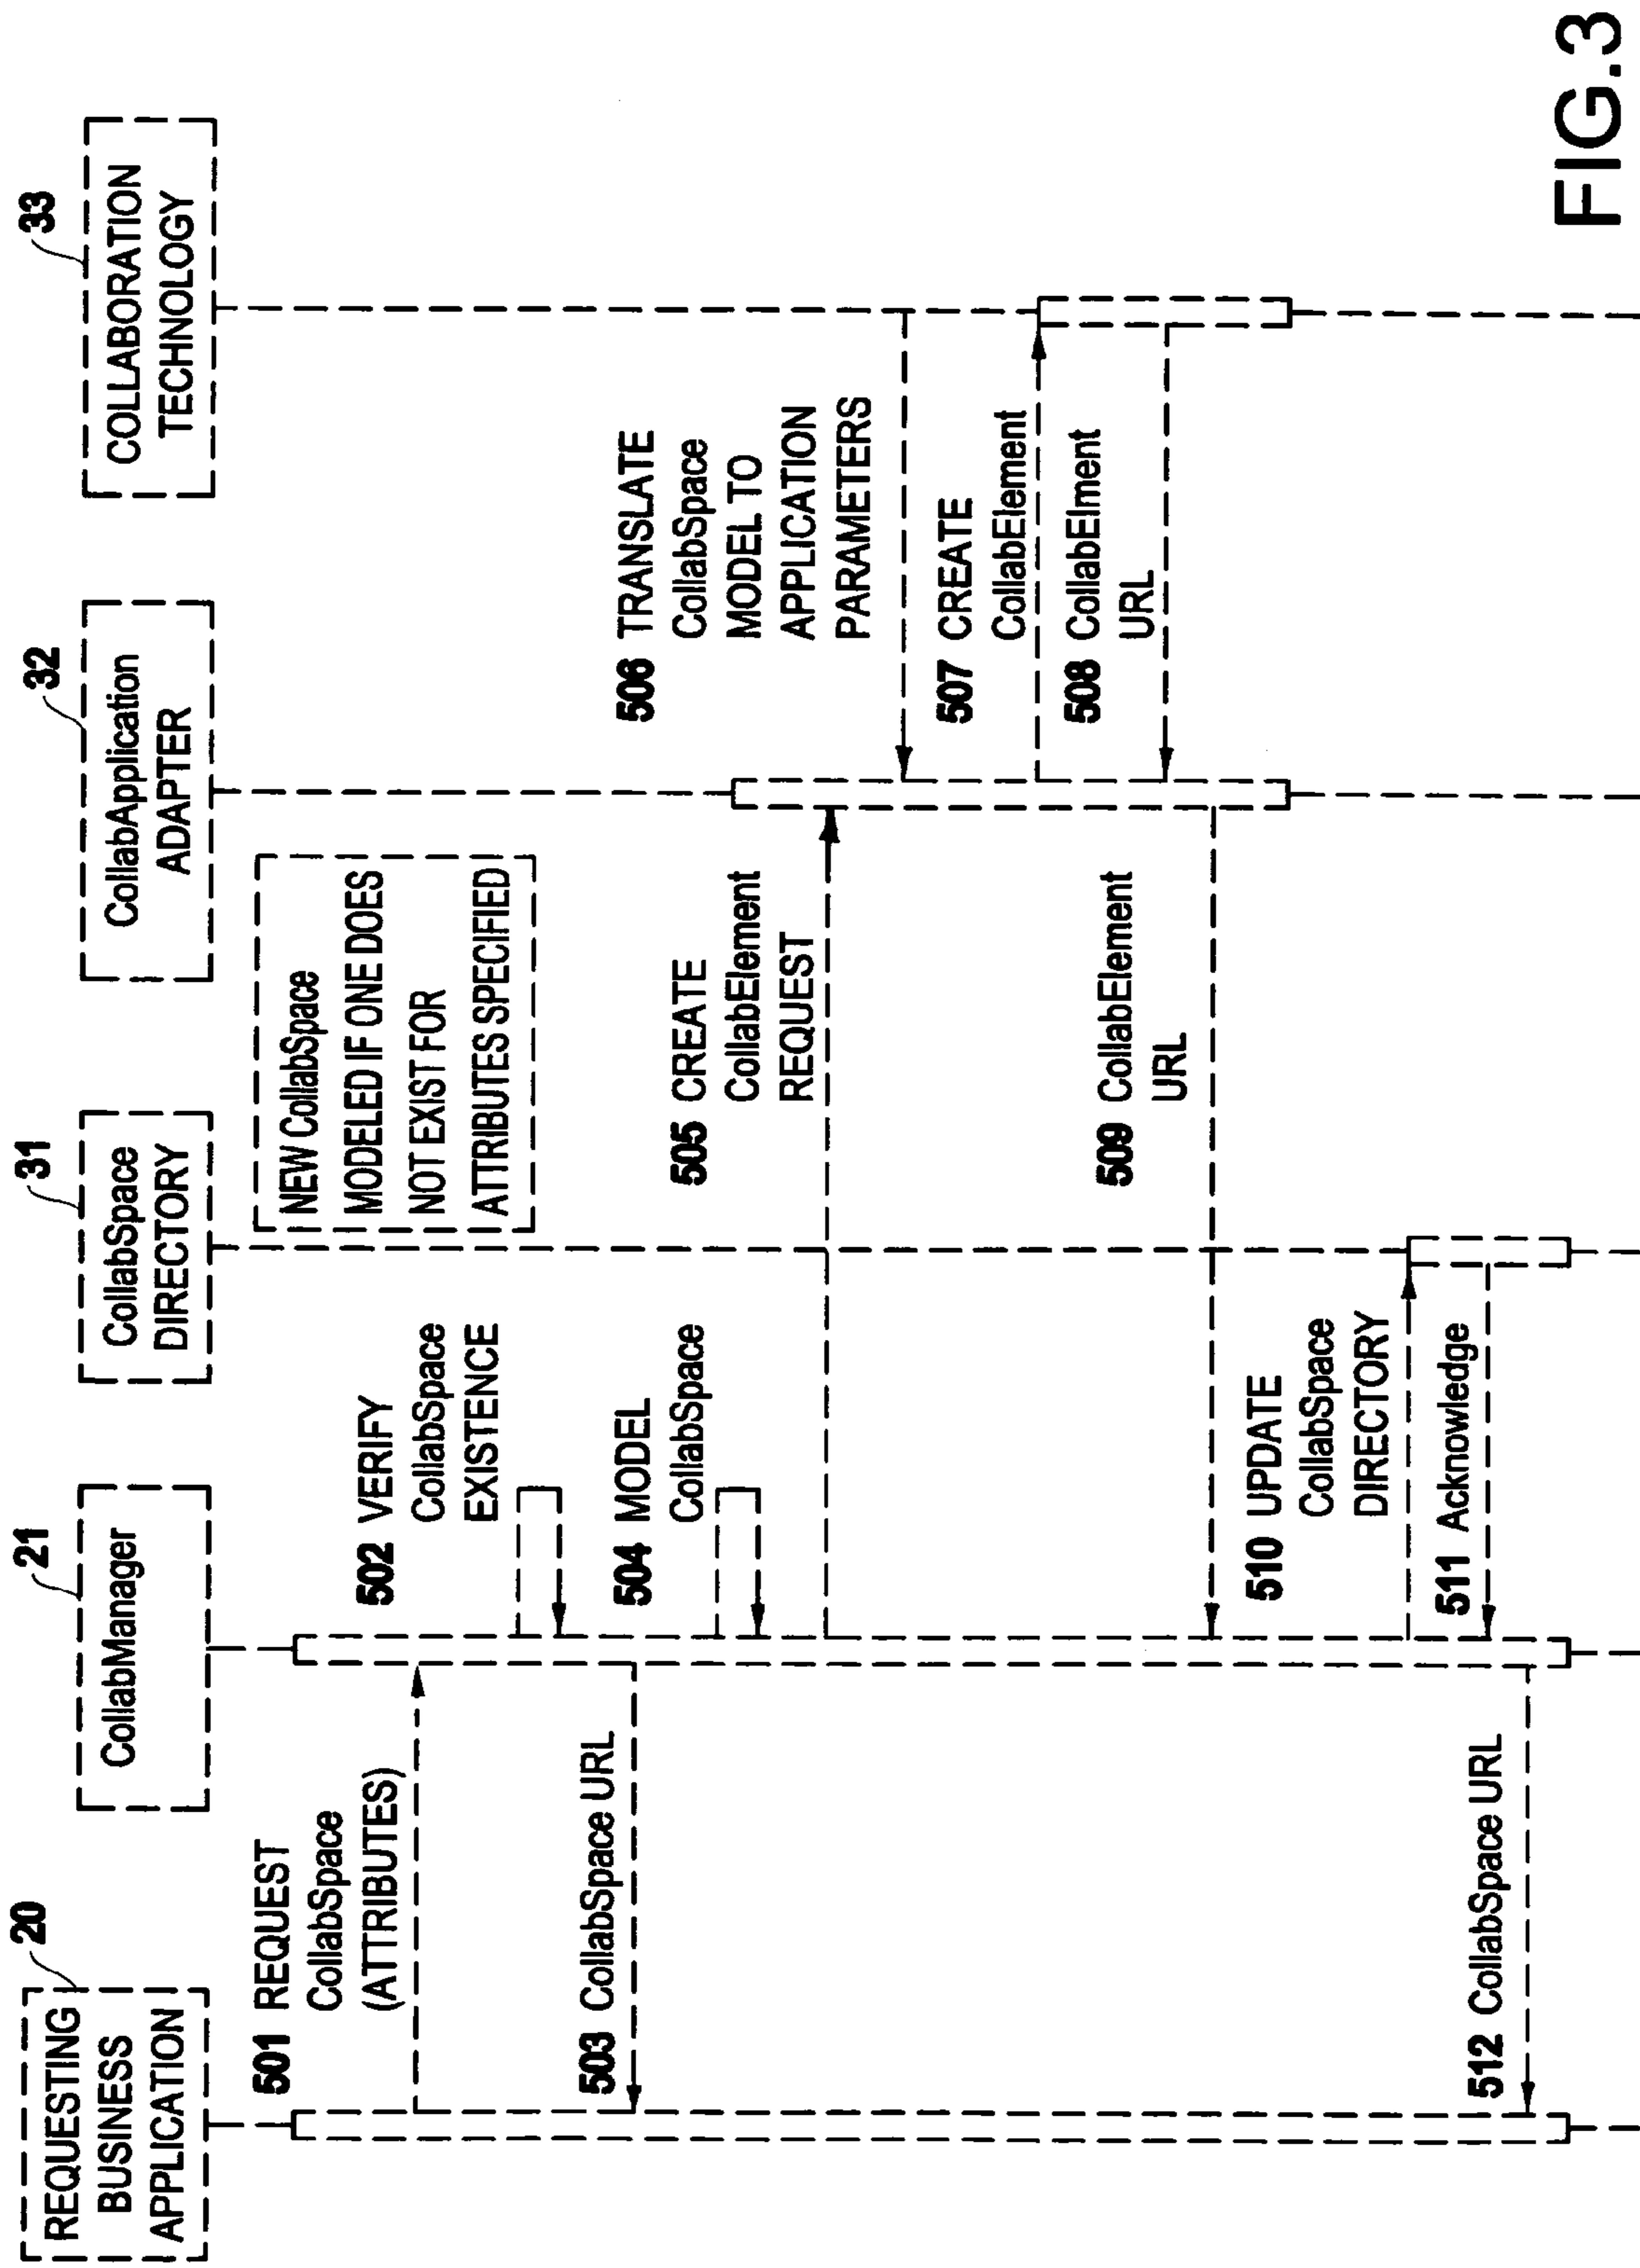 REQUESTING
BUSINESS
APPLICATION
20
CollabManager
21
CollabSpace
DIRECTORY
31
CollabApplication
ADAPTER
32
COLLABORATION
TECHNOLOGY
33
NEW CollabSpace
MODELED IF ONE DOES
NOT EXIST FOR
ATTRIBUTES SPECIFIED
501 REQUEST
CollabSpace
(ATTRIBUTES)
502 VERIFY
CollabSpace
EXISTENCE
503 CollabSpace URL
504 MODEL
CollabSpace
505 CREATE
CollabElement
REQUEST
506 TRANSLATE
CollabSpace
MODEL TO
APPLICATION
PARAMETERS
507 CREATE
CollabElement
508 CollabElment
URL
509 CollabElement
URL
510 UPDATE
CollabSpace
DIRECTORY
511 Acknowledge
512 CollabSpace URL
FIG.3